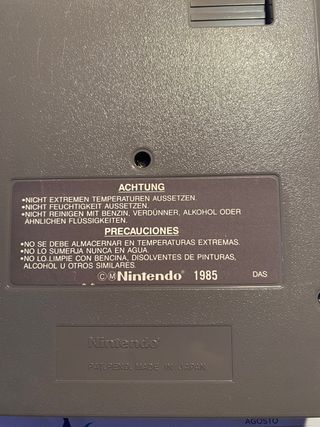 ACHTUNG
•NICHT EXTREMEN TEMPERATUREN AUSSETZEN.
•NICHT FEUCHTIGKEIT AUSSETZEN.
•NICHT REINIGEN MIT BENZIN, VERDÜNNER, ALKOHOL ODER
ÄHNLICHEN FLÜSSIGKEITEN.
PRECAUCIONES
•NO SE DEBE ALMACERNAR EN TEMPERATURAS EXTREMAS.
•NO LO SUMERJA NUNCA EN AGUA.
•NO LO LIMPIE CON BENCINA, DISOLVENTES DE PINTURAS,
ALCOHOL U OTROS SIMILARES.
©Ⓜ Nintendo® 1985 DAS
Nintendo®
PAT. PEND. MADE IN JAPAN
AGOSTO